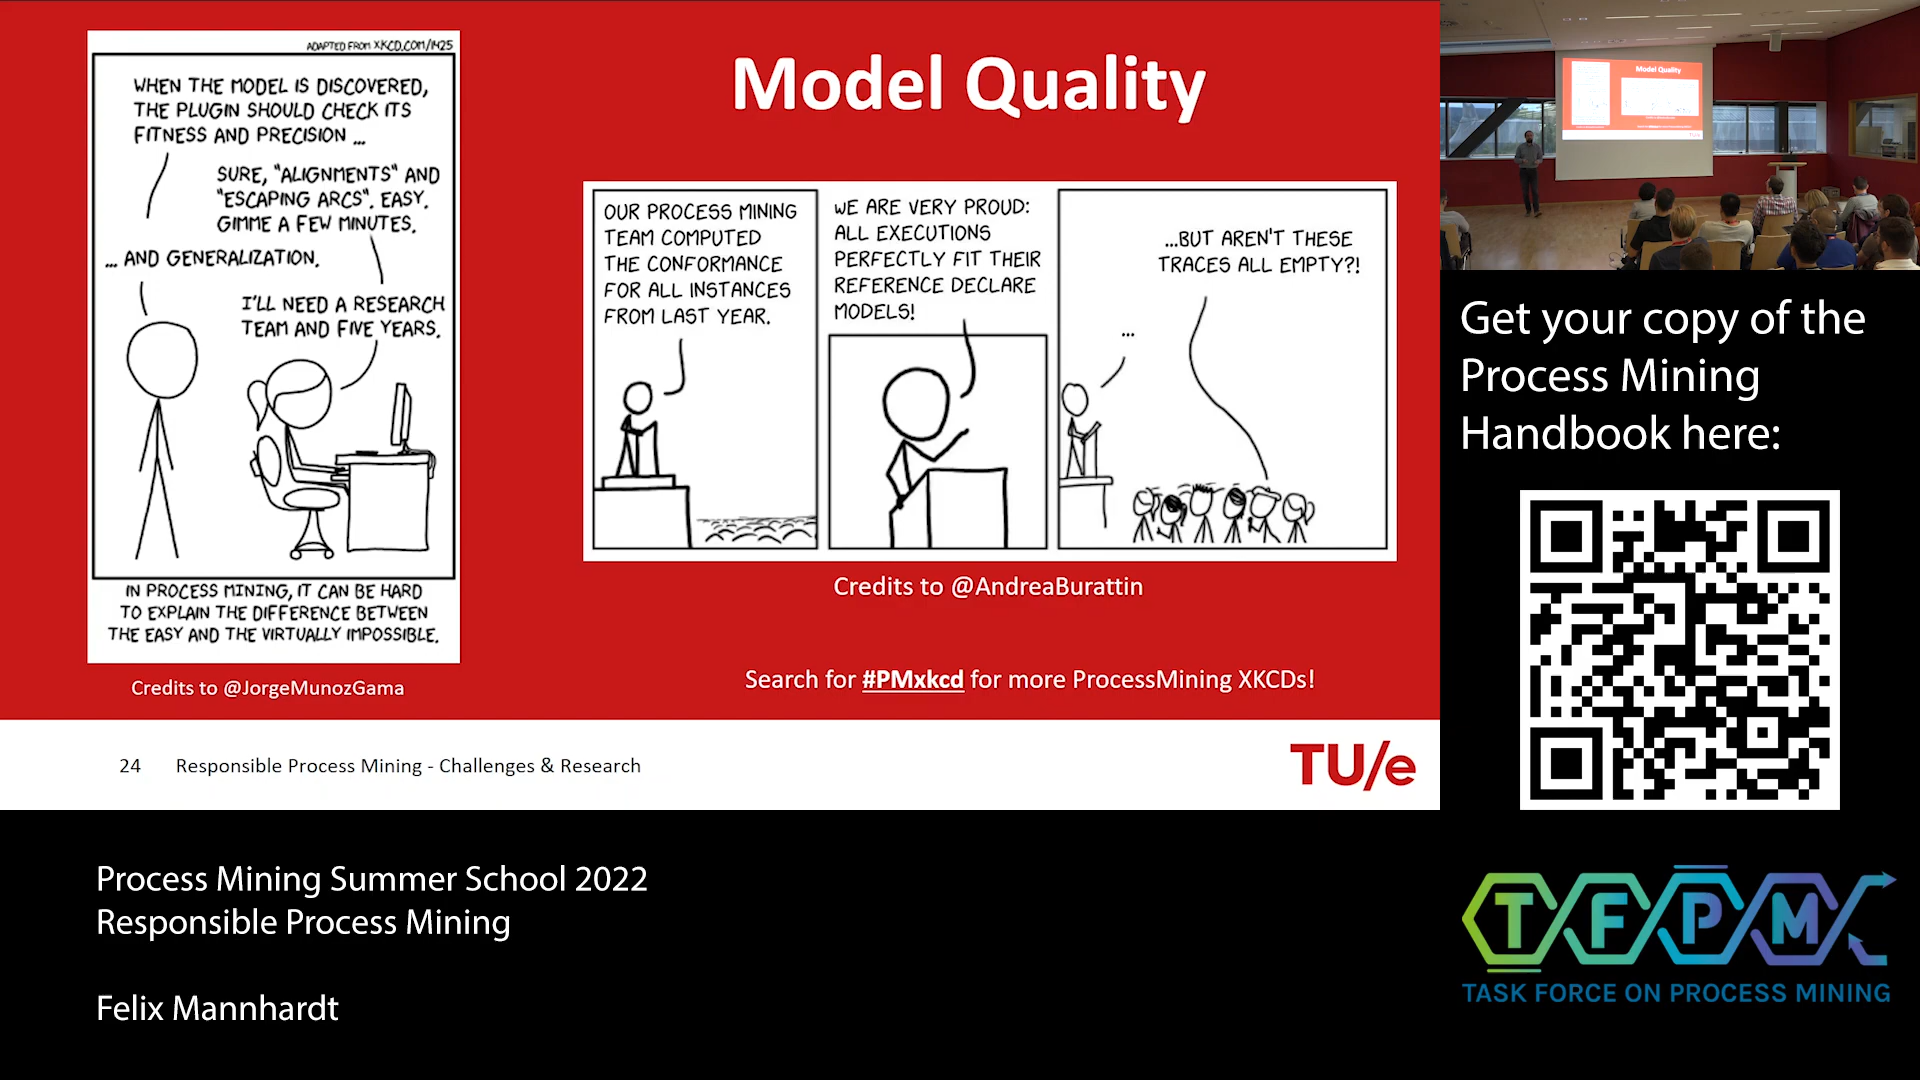 ADAPTED FROM XKCD.COM/1425
WHEN THE MODEL IS DISCOVERED,
THE PLUGIN SHOULD CHECK ITS
FITNESS AND PRECISION ...
SURE, "ALIGNMENTS" AND
"ESCAPING ARCS". EASY.
GIMME A FEW MINUTES.
... AND GENERALIZATION.
I'LL NEED A RESEARCH
TEAM AND FIVE YEARS.
IN PROCESS MINING, IT CAN BE HARD
TO EXPLAIN THE DIFFERENCE BETWEEN
THE EASY AND THE VIRTUALLY IMPOSSIBLE.
Credits to @JorgeMunozGama
Model Quality
OUR PROCESS MINING
TEAM COMPUTED
THE CONFORMANCE
FOR ALL INSTANCES
FROM LAST YEAR.
WE ARE VERY PROUD:
ALL EXECUTIONS
PERFECTLY FIT THEIR
REFERENCE DECLARE
MODELS!
...BUT AREN'T THESE
TRACES ALL EMPTY?!
...
Credits to @AndreaBurattin
Search for #PMxkcd for more ProcessMining XKCDs!
24 Responsible Process Mining - Challenges & Research
TU/e
Model Quality
Get your copy of the
Process Mining
Handbook here:
Process Mining Summer School 2022
Responsible Process Mining
Felix Mannhardt
TFPM
TASK FORCE ON PROCESS MINING